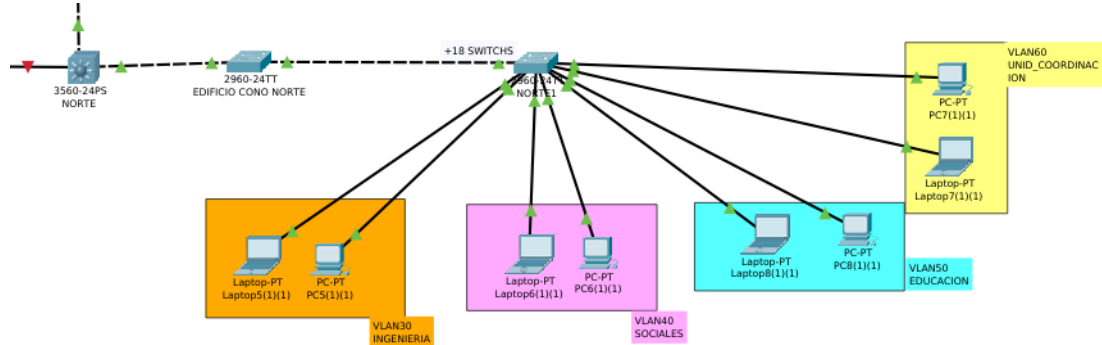 +18 SWITCHS
3560-24PS
NORTE
2960-24TT
EDIFICIO CONO NORTE
NORTE1
VLAN60
UNID_COORDINAC
ION
PC-PT
PC7(1)(1)
Laptop-PT
Laptop7(1)(1)
Laptop-PT
Laptop5(1)(1)
PC-PT
PC5(1)(1)
VLAN30
INGENIERIA
Laptop-PT
Laptop6(1)(1)
PC-PT
PC6(1)(1)
VLAN40
SOCIALES
Laptop-PT
Laptop8(1)(1)
PC-PT
PC8(1)(1)
VLAN50
EDUCACION